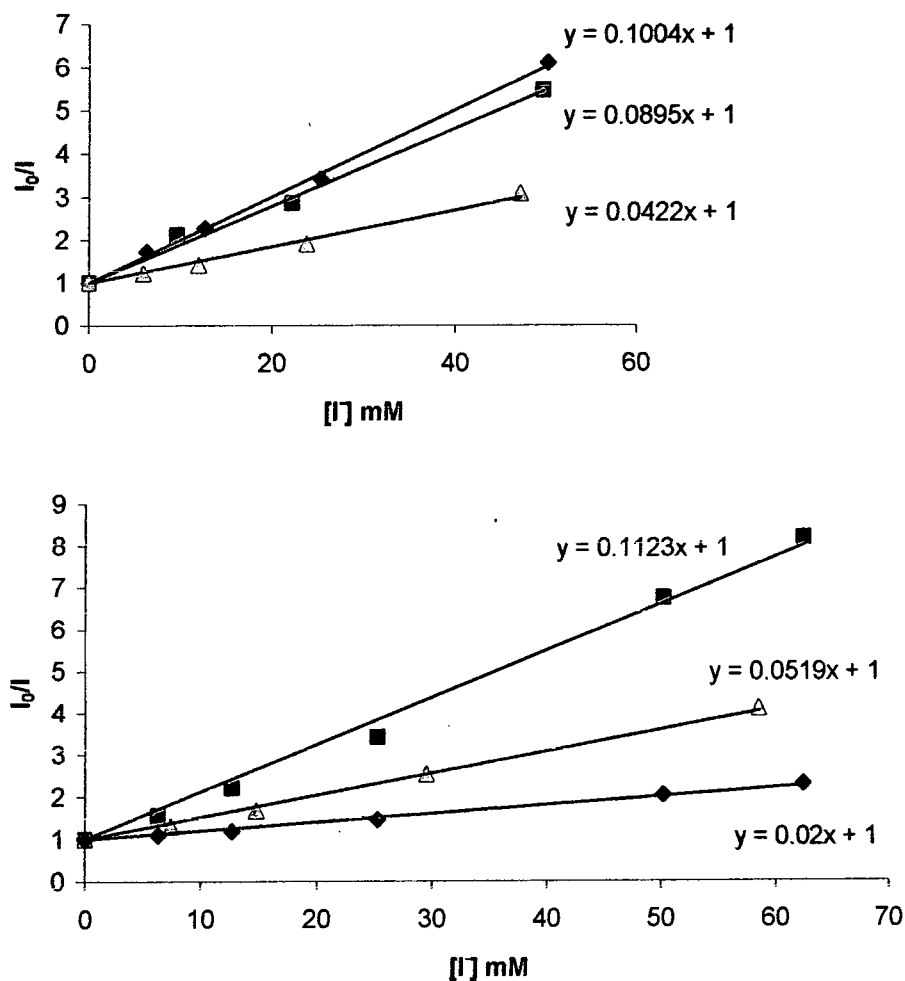 7
6
5
4
3
2
1
0
I₀/I
y = 0.1004x + 1
y = 0.0895x + 1
y = 0.0422x + 1
0 20 40 60
[I⁻] mM
9
8
7
6
5
4
3
2
1
0
I₀/I
y = 0.1123x + 1
y = 0.0519x + 1
y = 0.02x + 1
0 10 20 30 40 50 60 70
[I⁻] mM